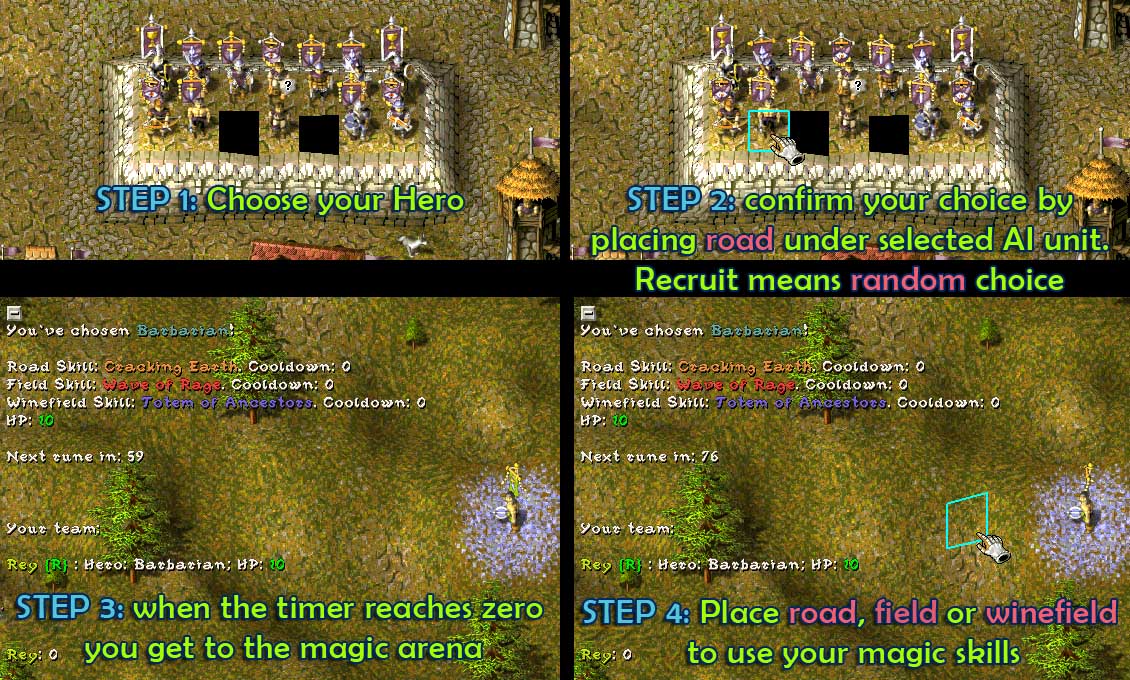 ?
STEP 1: Choose your Hero
?
STEP 2: confirm your choice by
placing road under selected AI unit.
Recruit means random choice
You've chosen Barbarian!
Road Skill: Cracking Earth. Cooldown: 0
Field Skill: Wave of Rage. Cooldown: 0
Winefield Skill: Totem of Ancestors. Cooldown: 0
HP: 10
Next rune in: 59
Your team:
Rey (R) : Hero: Barbarian; HP: 10
STEP 3: when the timer reaches zero
you get to the magic arena
Rey: 0
You've chosen Barbarian!
Road Skill: Cracking Earth. Cooldown: 0
Field Skill: Wave of Rage. Cooldown: 0
Winefield Skill: Totem of Ancestors. Cooldown: 0
HP: 10
Next rune in: 76
Your team:
Rey (R) : Hero: Barbarian; HP: 10
STEP 4: Place road, field or winefield
to use your magic skills
Rey: 0